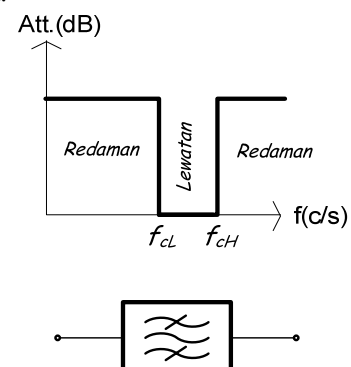 Att.(dB)
Redaman
Lewatan
Redaman
f(c/s)
fcL
fcH